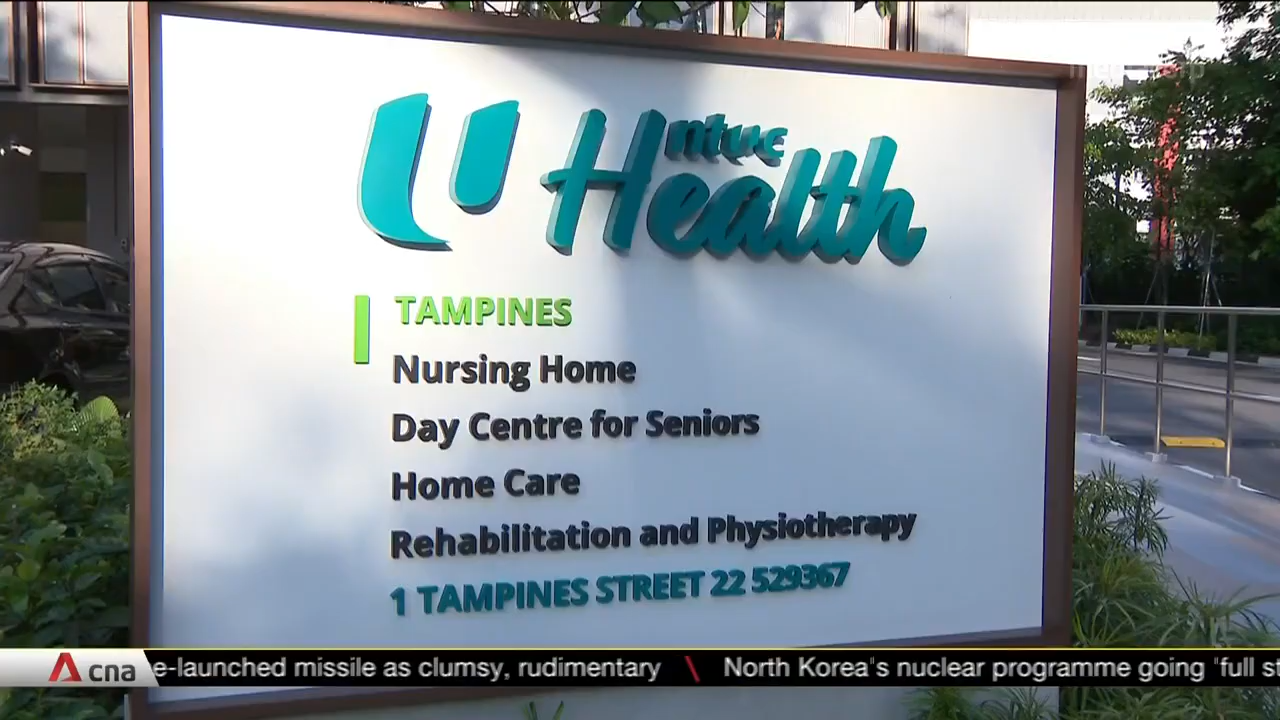 ntuc
Health
TAMPINES
Nursing Home
Day Centre for Seniors
Home Care
Rehabilitation and Physiotherapy
1 TAMPINES STREET 22 529367
cna
e-launched missile as clumsy, rudimentary \ North Korea's nuclear programme going 'full st